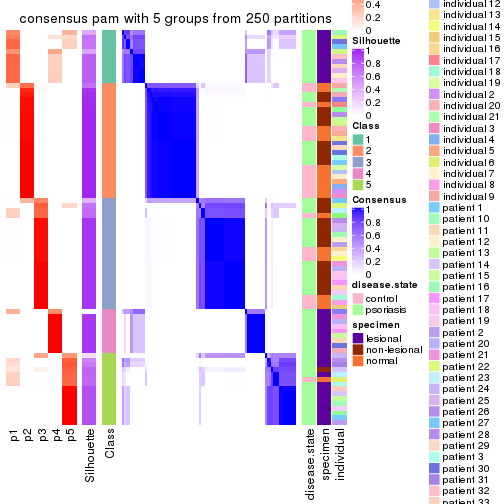 consensus pam with 5 groups from 250 partitions
p1
p2
p3
p4
p5
Silhouette
Class
disease.state
specimen
individual
0.4
0.2
0
Silhouette
1
0.8
0.6
0.4
0.2
0
Class
1
2
3
4
5
Consensus
1
0.8
0.6
0.4
0.2
0
disease.state
control
psoriasis
specimen
lesional
non-lesional
normal
individual 12
individual 13
individual 14
individual 15
individual 16
individual 17
individual 18
individual 19
individual 2
individual 20
individual 21
individual 3
individual 4
individual 5
individual 6
individual 7
individual 8
individual 9
patient 1
patient 10
patient 11
patient 12
patient 13
patient 14
patient 15
patient 16
patient 17
patient 18
patient 19
patient 2
patient 20
patient 21
patient 22
patient 23
patient 24
patient 25
patient 26
patient 27
patient 28
patient 29
patient 3
patient 30
patient 31
patient 32
patient 33